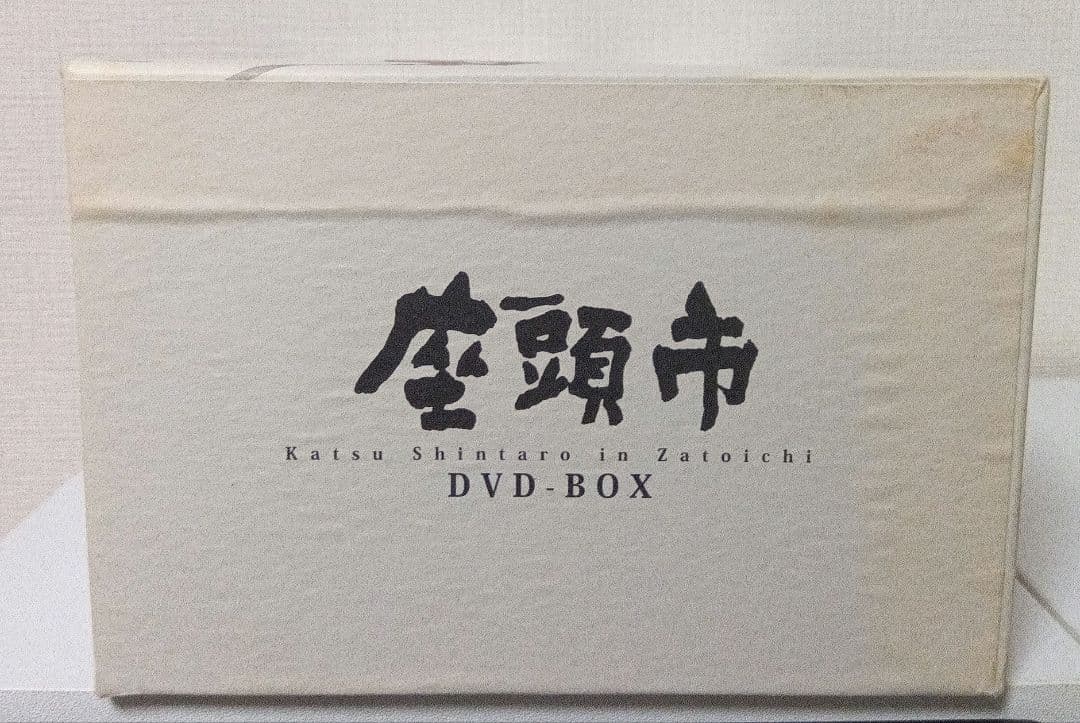 座頭市
Katsu Shintaro in Zatoichi
DVD-BOX